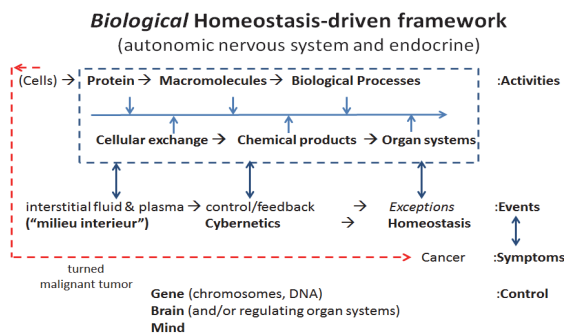 Biological Homeostasis-driven framework
(autonomic nervous system and endocrine)
(Cells) → Protein → Macromolecules → Biological Processes :Activities
Cellular exchange → Chemical products → Organ systems
interstitial fluid & plasma → control/feedback → Exceptions :Events
("milieu interieur") Cybernetics → Homeostasis
Cancer :Symptoms
turned
malignant tumor
Gene (chromosomes, DNA) :Control
Brain (and/or regulating organ systems)
Mind